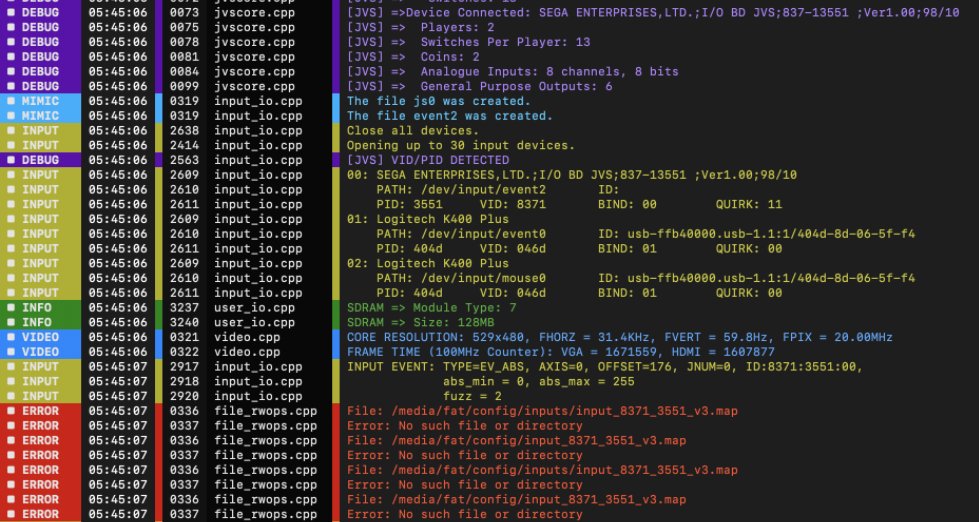 DEBUG 05:45:06 0073 jvscore.cpp [JVS] =>Device Connected: SEGA ENTERPRISES,LTD.;I/O BD JVS;837-13551 ;Ver1.00;98/10
DEBUG 05:45:06 0075 jvscore.cpp [JVS] => Players: 2
DEBUG 05:45:06 0078 jvscore.cpp [JVS] => Switches Per Player: 13
DEBUG 05:45:06 0081 jvscore.cpp [JVS] => Coins: 2
DEBUG 05:45:06 0084 jvscore.cpp [JVS] => Analogue Inputs: 8 channels, 8 bits
DEBUG 05:45:06 0099 jvscore.cpp [JVS] => General Purpose Outputs: 6
MIMIC 05:45:06 0319 input_io.cpp The file js0 was created.
MIMIC 05:45:06 0319 input_io.cpp The file event2 was created.
INPUT 05:45:06 2638 input_io.cpp Close all devices.
INPUT 05:45:06 2414 input_io.cpp Opening up to 30 input devices.
DEBUG 05:45:06 2563 input_io.cpp [JVS] VID/PID DETECTED
INPUT 05:45:06 2609 input_io.cpp 00: SEGA ENTERPRISES,LTD.;I/O BD JVS;837-13551 ;Ver1.00;98/10
INPUT 05:45:06 2610 input_io.cpp PATH: /dev/input/event2 ID:
INPUT 05:45:06 2611 input_io.cpp PID: 3551 VID: 8371 BIND: 00 QUIRK: 11
INPUT 05:45:06 2609 input_io.cpp 01: Logitech K400 Plus
INPUT 05:45:06 2610 input_io.cpp PATH: /dev/input/event0 ID: usb-ffb40000.usb-1.1:1/404d-8d-06-5f-f4
INPUT 05:45:06 2611 input_io.cpp PID: 404d VID: 046d BIND: 01 QUIRK: 00
INPUT 05:45:06 2609 input_io.cpp 02: Logitech K400 Plus
INPUT 05:45:06 2610 input_io.cpp PATH: /dev/input/mouse0 ID: usb-ffb40000.usb-1.1:1/404d-8d-06-5f-f4
INPUT 05:45:06 2611 input_io.cpp PID: 404d VID: 046d BIND: 01 QUIRK: 00
INFO 05:45:06 3237 user_io.cpp SDRAM => Module Type: 7
INFO 05:45:06 3240 user_io.cpp SDRAM => Size: 128MB
VIDEO 05:45:06 0321 video.cpp CORE RESOLUTION: 529x480, FHORZ = 31.4KHz, FVERT = 59.8Hz, FPIX = 20.00MHz
VIDEO 05:45:06 0322 video.cpp FRAME TIME (100MHz Counter): VGA = 1671559, HDMI = 1607877
INPUT 05:45:06 2917 input_io.cpp INPUT EVENT: TYPE=EV_ABS, AXIS=0, OFFSET=176, JNUM=0, ID:8371:3551:00,
INPUT 05:45:06 2918 input_io.cpp abs_min = 0, abs_max = 255
INPUT 05:45:07 2920 input_io.cpp fuzz = 2
ERROR 05:45:07 0336 file_rwops.cpp File: /media/fat/config/inputs/input_8371_3551_v3.map
ERROR 05:45:07 0337 file_rwops.cpp Error: No such file or directory
ERROR 05:45:07 0336 file_rwops.cpp File: /media/fat/config/input_8371_3551_v3.map
ERROR 05:45:07 0337 file_rwops.cpp Error: No such file or directory
ERROR 05:45:07 0336 file_rwops.cpp File: /media/fat/config/inputs/input_8371_3551_v3.map
ERROR 05:45:07 0337 file_rwops.cpp Error: No such file or directory
ERROR 05:45:07 0336 file_rwops.cpp File: /media/fat/config/input_8371_3551_v3.map
ERROR 05:45:07 0337 file_rwops.cpp Error: No such file or directory